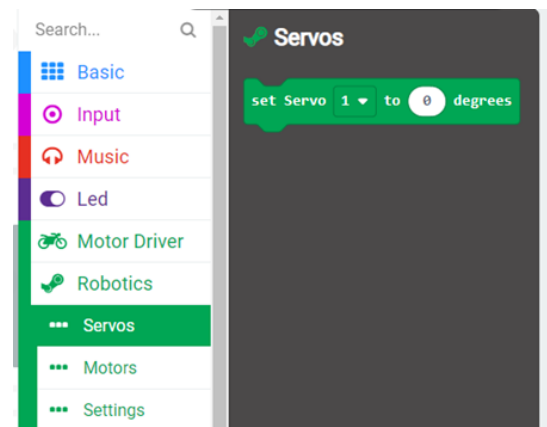 Search...
Basic
Input
Music
Led
Motor Driver
Robotics
Servos
Motors
Settings
Servos
set Servo 1 to 0 degrees